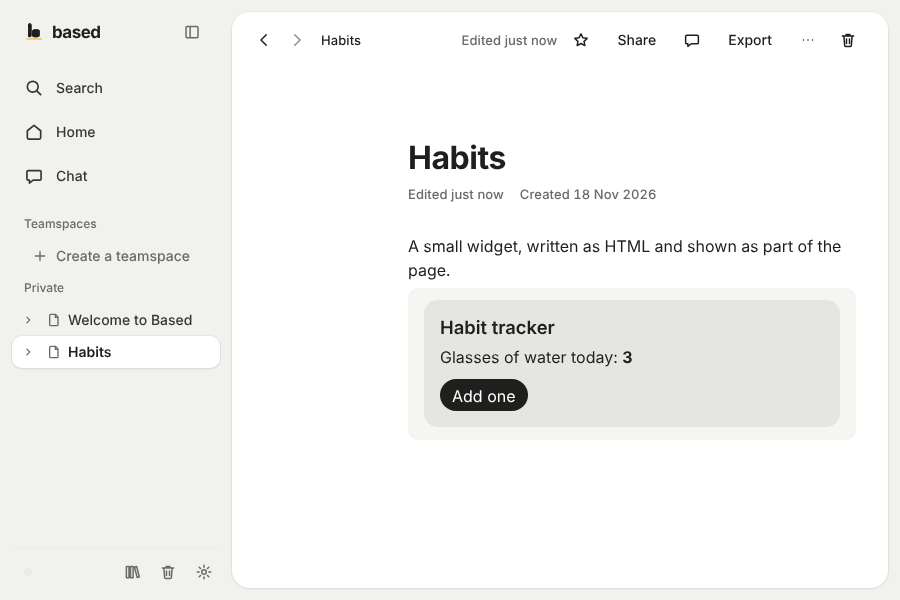 based
Search
Home
Chat
Teamspaces
Create a teamspace
Private
Welcome to Based
Habits
Habits
Edited just now
Share
Export
Habits
Edited just now Created 18 Nov 2026
A small widget, written as HTML and shown as part of the
page.
Habit tracker
Glasses of water today: 3
Add one